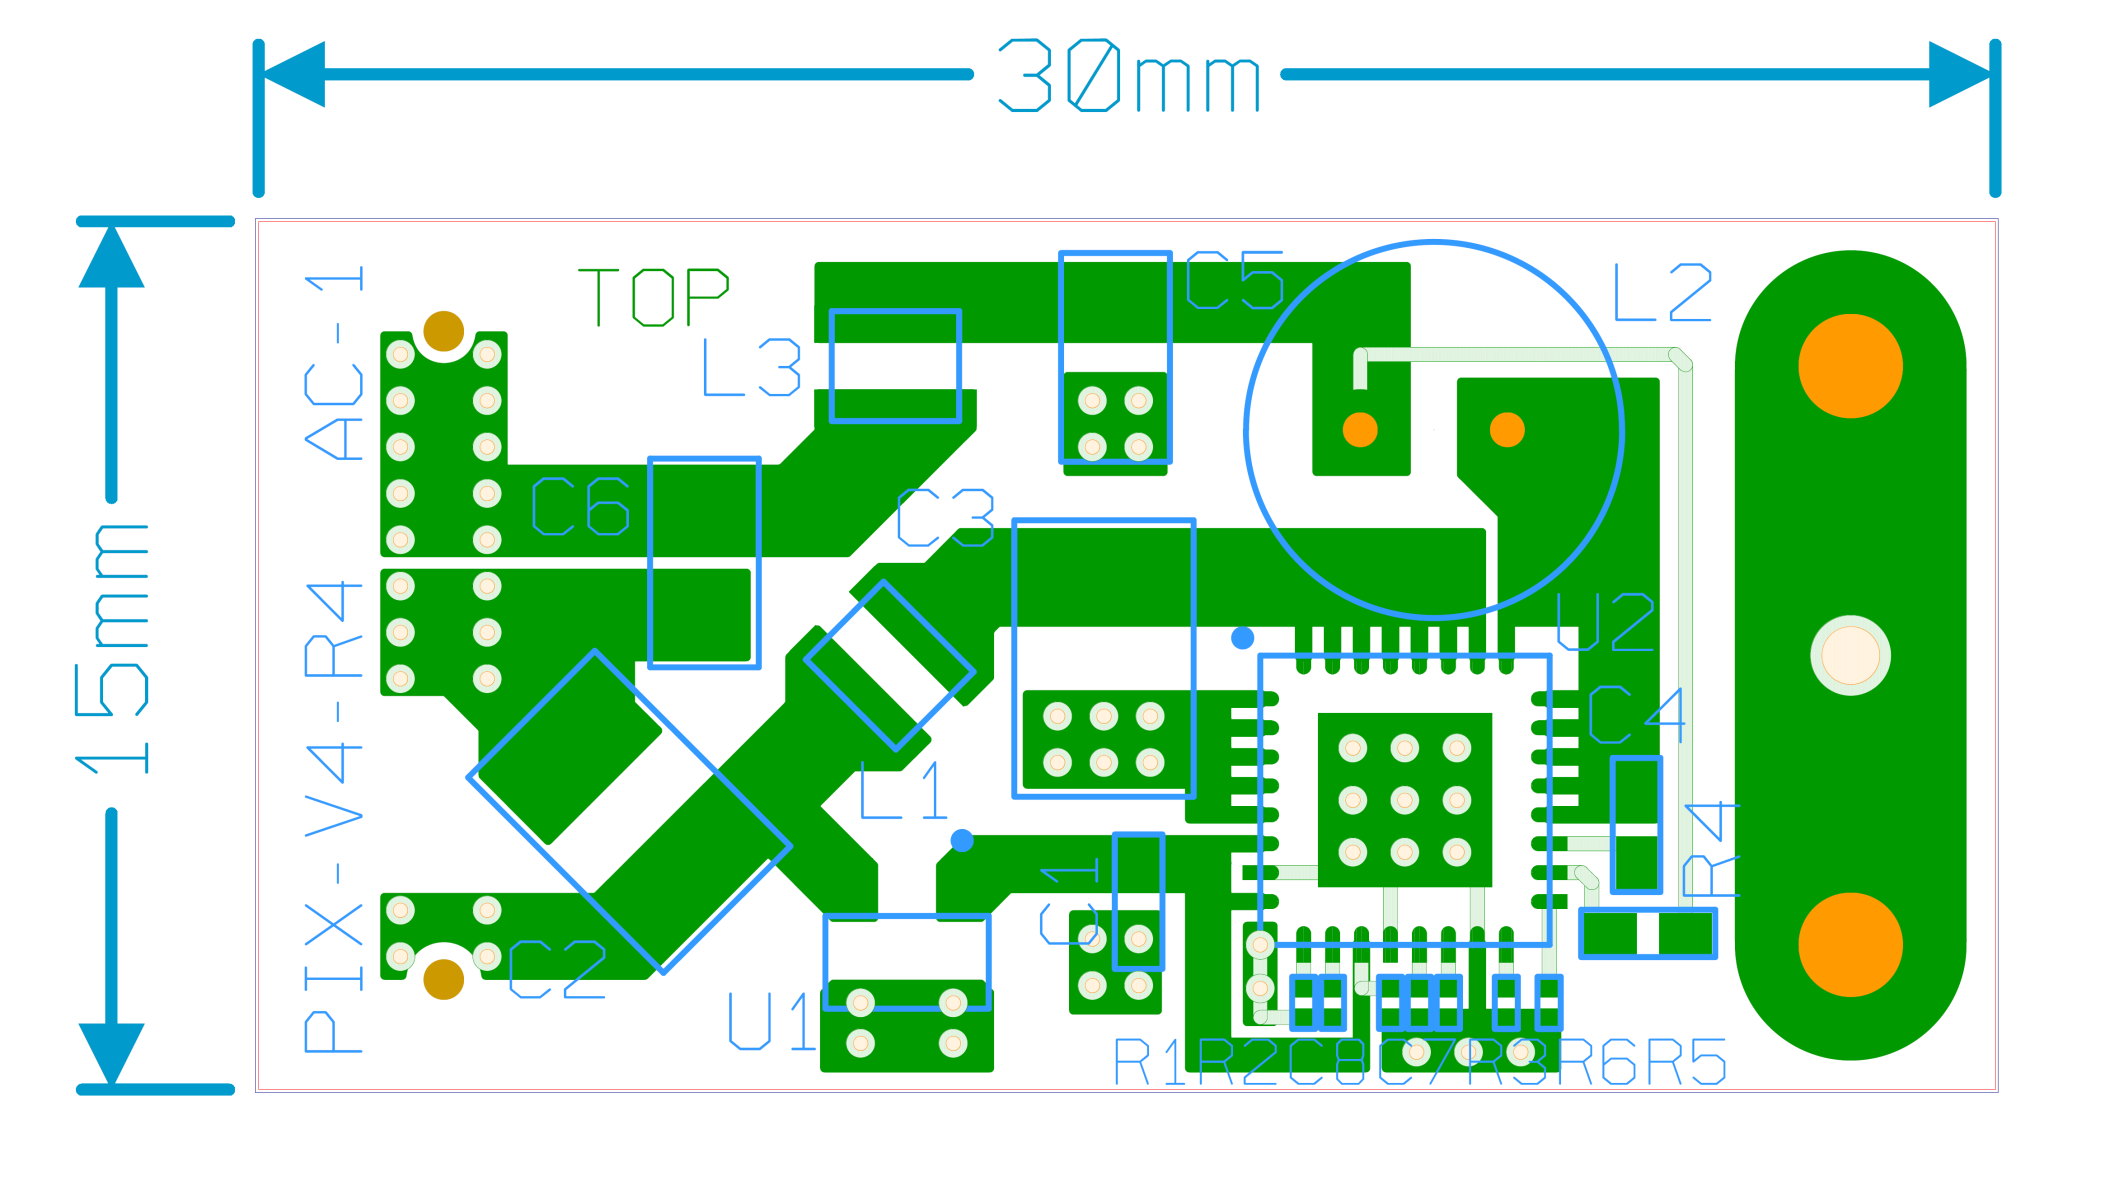 30mm
15mm
PIX-V4-R4 AC-1
TOP
C5
L2
L3
C6
C3
U2
C4
L1
R4
C1
C2
U1
R1R2C8C7R3R6R5